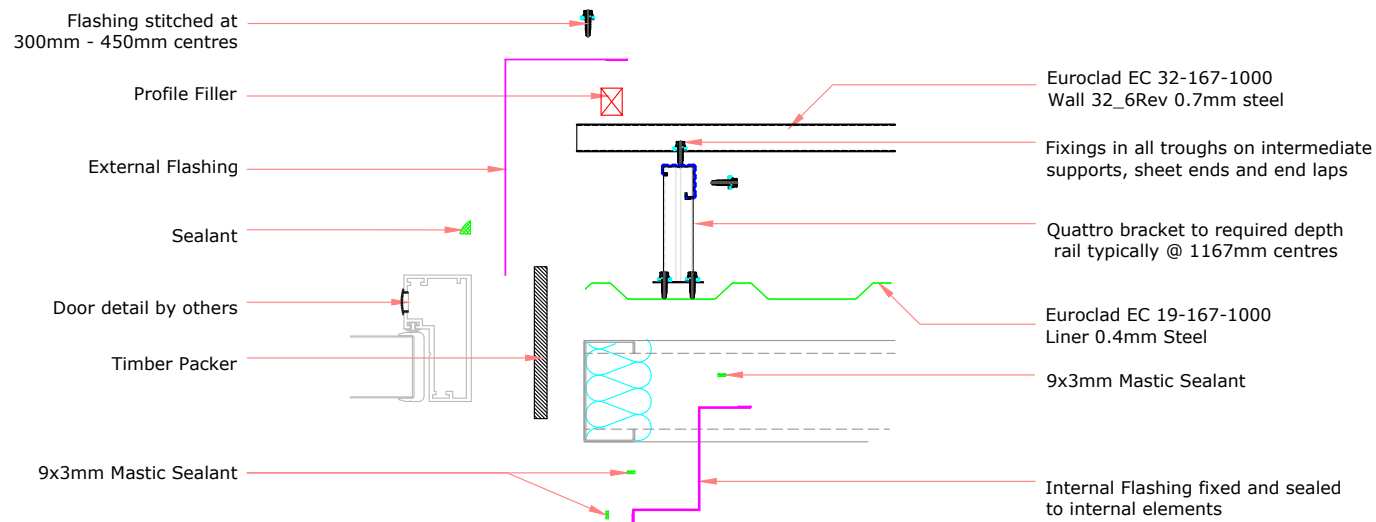 Flashing stitched at
300mm - 450mm centres
Profile Filler
External Flashing
Sealant
Door detail by others
Timber Packer
9x3mm Mastic Sealant
Euroclad EC 32-167-1000
Wall 32_6Rev 0.7mm steel
Fixings in all troughs on intermediate
supports, sheet ends and end laps
Quattro bracket to required depth
rail typically @ 1167mm centres
Euroclad EC 19-167-1000
Liner 0.4mm Steel
9x3mm Mastic Sealant
Internal Flashing fixed and sealed
to internal elements